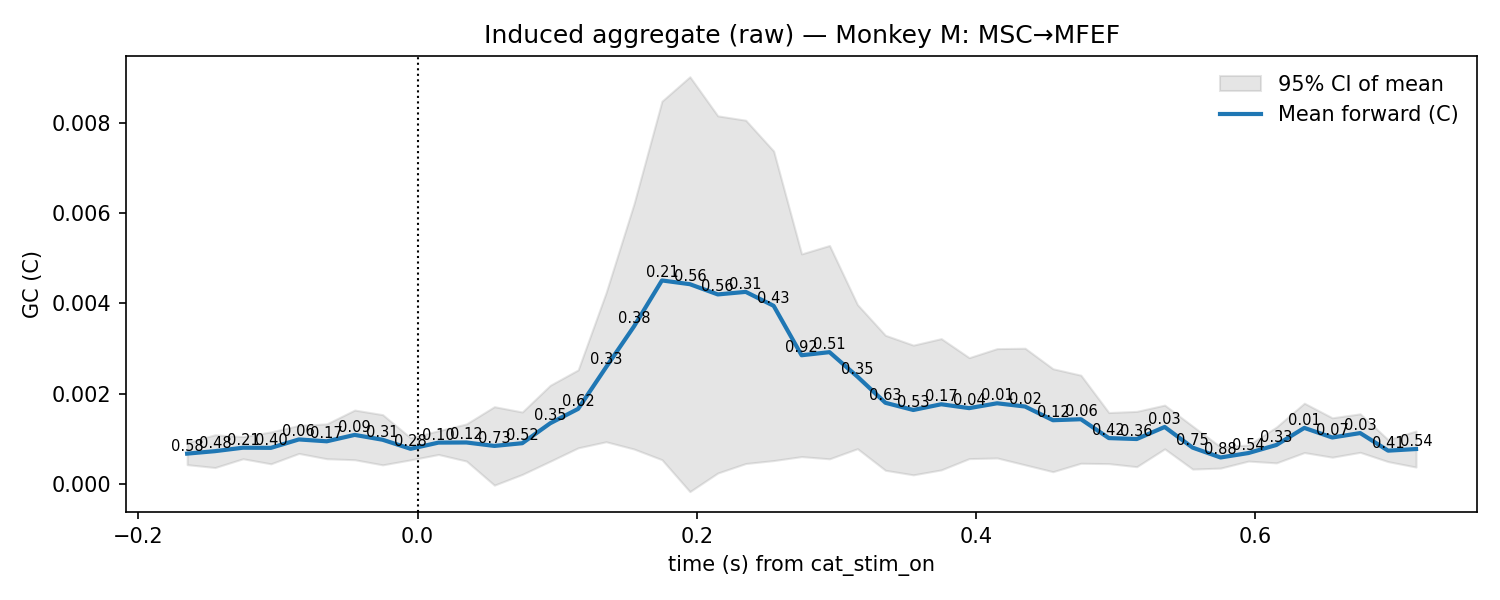 Induced aggregate (raw) — Monkey M: MSC→MFEF
95% CI of mean
Mean forward (C)
GC (C)
0.008
0.006
0.004
0.002
0.000
0.58 0.48 0.21 0.40 0.06 0.17 0.09 0.31 0.28 0.10 0.12 0.73 0.52 0.35 0.62 0.33 0.38 0.21 0.56 0.56 0.31 0.43 0.92 0.51 0.35 0.63 0.53 0.17 0.04 0.01 0.02 0.12 0.06 0.42 0.36 0.03 0.75 0.88 0.54 0.33 0.01 0.07 0.03 0.41 0.54
−0.2 0.0 0.2 0.4 0.6
time (s) from cat_stim_on